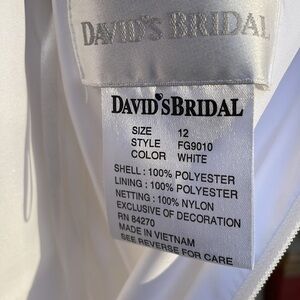 DAVID'S BRIDAL
DAVID'S BRIDAL
SIZE 12
STYLE FG9010
COLOR WHITE
SHELL : 100% POLYESTER
LINING : 100% POLYESTER
NETTING : 100% NYLON
EXCLUSIVE OF DECORATION
RN 84270
MADE IN VIETNAM
SEE REVERSE FOR CARE